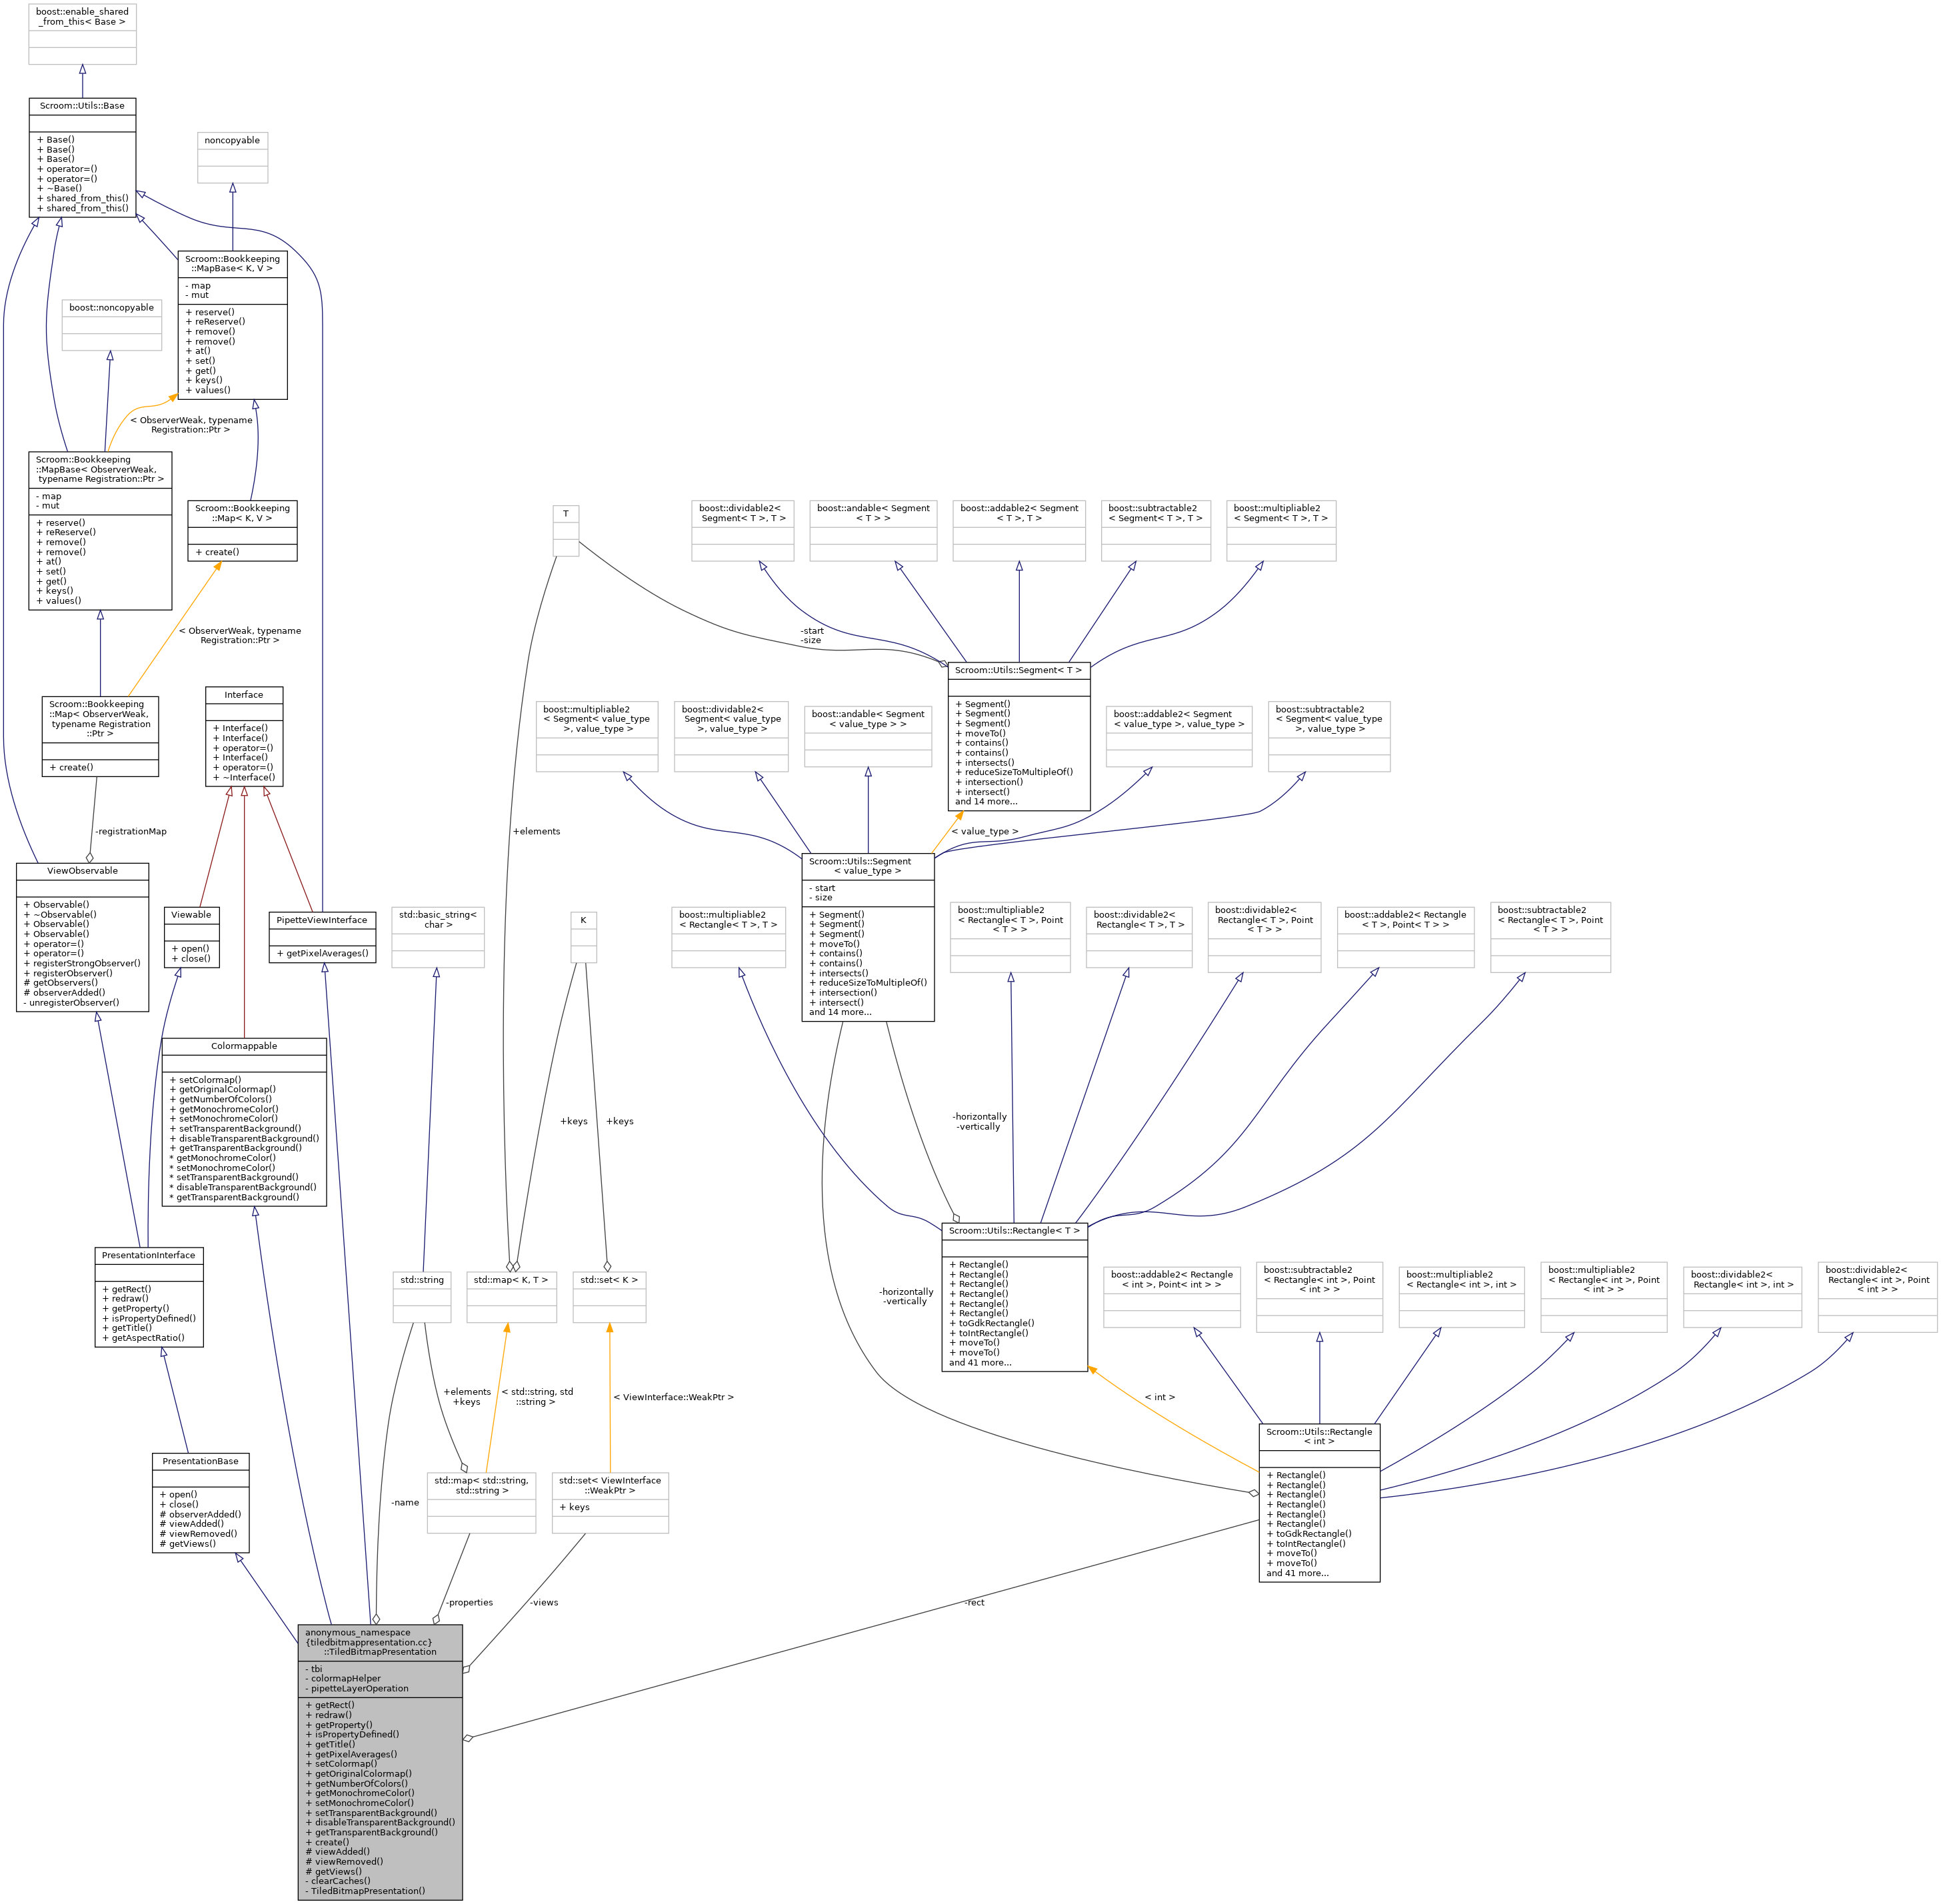 boost::enable_shared
_from_this< Base >
Scroom::Utils::Base
+ Base()
+ Base()
+ Base()
+ operator=()
+ operator=()
+ ~Base()
+ shared_from_this()
+ shared_from_this()
noncopyable
Scroom::Bookkeeping
::MapBase< K, V >
- map
- mut
+ reserve()
+ reReserve()
+ remove()
+ remove()
+ at()
+ set()
+ get()
+ keys()
+ values()
boost::noncopyable
< ObserverWeak, typename
Registration::Ptr >
Scroom::Bookkeeping
::MapBase< ObserverWeak,
typename Registration::Ptr >
- map
- mut
+ reserve()
+ reReserve()
+ remove()
+ remove()
+ at()
+ set()
+ get()
+ keys()
+ values()
Scroom::Bookkeeping
::Map< K, V >
+ create()
< ObserverWeak, typename
Registration::Ptr >
Scroom::Bookkeeping
::Map< ObserverWeak,
typename Registration
::Ptr >
+ create()
Interface
+ Interface()
+ Interface()
+ operator=()
+ Interface()
+ operator=()
+ ~Interface()
-registrationMap
ViewObservable
+ Observable()
+ ~Observable()
+ Observable()
+ Observable()
+ operator=()
+ operator=()
+ registerStrongObserver()
+ registerObserver()
# getObservers()
# observerAdded()
- unregisterObserver()
Viewable
+ open()
+ close()
PipetteViewInterface
+ getPixelAverages()
Colormappable
+ setColormap()
+ getOriginalColormap()
+ getNumberOfColors()
+ getMonochromeColor()
+ setMonochromeColor()
+ setTransparentBackground()
+ disableTransparentBackground()
+ getTransparentBackground()
* getMonochromeColor()
* setMonochromeColor()
* setTransparentBackground()
* disableTransparentBackground()
* getTransparentBackground()
PresentationInterface
+ getRect()
+ redraw()
+ getProperty()
+ isPropertyDefined()
+ getTitle()
+ getAspectRatio()
PresentationBase
+ open()
+ close()
# observerAdded()
# viewAdded()
# viewRemoved()
# getViews()
T
boost::dividable2<
Segment< T >, T >
boost::andable< Segment
< T > >
boost::addable2< Segment
< T >, T >
boost::subtractable2
< Segment< T >, T >
boost::multipliable2
< Segment< T >, T >
-start
-size
Scroom::Utils::Segment< T >
+ Segment()
+ Segment()
+ Segment()
+ moveTo()
+ contains()
+ contains()
+ intersects()
+ reduceSizeToMultipleOf()
+ intersection()
+ intersect()
and 14 more...
boost::multipliable2
< Segment< value_type
>, value_type >
boost::dividable2<
Segment< value_type
>, value_type >
boost::andable< Segment
< value_type > >
boost::addable2< Segment
< value_type >, value_type >
boost::subtractable2
< Segment< value_type
>, value_type >
+elements
< value_type >
Scroom::Utils::Segment
< value_type >
- start
- size
+ Segment()
+ Segment()
+ Segment()
+ moveTo()
+ contains()
+ contains()
+ intersects()
+ reduceSizeToMultipleOf()
+ intersection()
+ intersect()
and 14 more...
std::basic_string<
char >
K
boost::multipliable2
< Rectangle< T >, T >
boost::multipliable2
< Rectangle< T >, Point
< T > >
boost::dividable2<
Rectangle< T >, T >
boost::dividable2<
Rectangle< T >, Point
< T > >
boost::addable2< Rectangle
< T >, Point< T > >
boost::subtractable2
< Rectangle< T >, Point
< T > >
+keys
+keys
-horizontally
-vertically
Scroom::Utils::Rectangle< T >
+ Rectangle()
+ Rectangle()
+ Rectangle()
+ Rectangle()
+ Rectangle()
+ Rectangle()
+ toGdkRectangle()
+ toIntRectangle()
+ moveTo()
+ moveTo()
and 41 more...
-horizontally
-vertically
std::string
std::map< K, T >
std::set< K >
boost::addable2< Rectangle
< int >, Point< int > >
boost::subtractable2
< Rectangle< int >, Point
< int > >
boost::multipliable2
< Rectangle< int >, int >
boost::multipliable2
< Rectangle< int >, Point
< int > >
boost::dividable2<
Rectangle< int >, int >
boost::dividable2<
Rectangle< int >, Point
< int > >
+elements
+keys
< std::string, std
::string >
< ViewInterface::WeakPtr >
< int >
Scroom::Utils::Rectangle
< int >
+ Rectangle()
+ Rectangle()
+ Rectangle()
+ Rectangle()
+ Rectangle()
+ Rectangle()
+ toGdkRectangle()
+ toIntRectangle()
+ moveTo()
+ moveTo()
and 41 more...
-name
std::map< std::string,
std::string >
std::set< ViewInterface
::WeakPtr >
+ keys
-properties
-views
-rect
anonymous_namespace
{tiledbitmappresentation.cc}
::TiledBitmapPresentation
- tbi
- colormapHelper
- pipetteLayerOperation
+ getRect()
+ redraw()
+ getProperty()
+ isPropertyDefined()
+ getTitle()
+ getPixelAverages()
+ setColormap()
+ getOriginalColormap()
+ getNumberOfColors()
+ getMonochromeColor()
+ setMonochromeColor()
+ setTransparentBackground()
+ disableTransparentBackground()
+ getTransparentBackground()
+ create()
# viewAdded()
# viewRemoved()
# getViews()
- clearCaches()
- TiledBitmapPresentation()